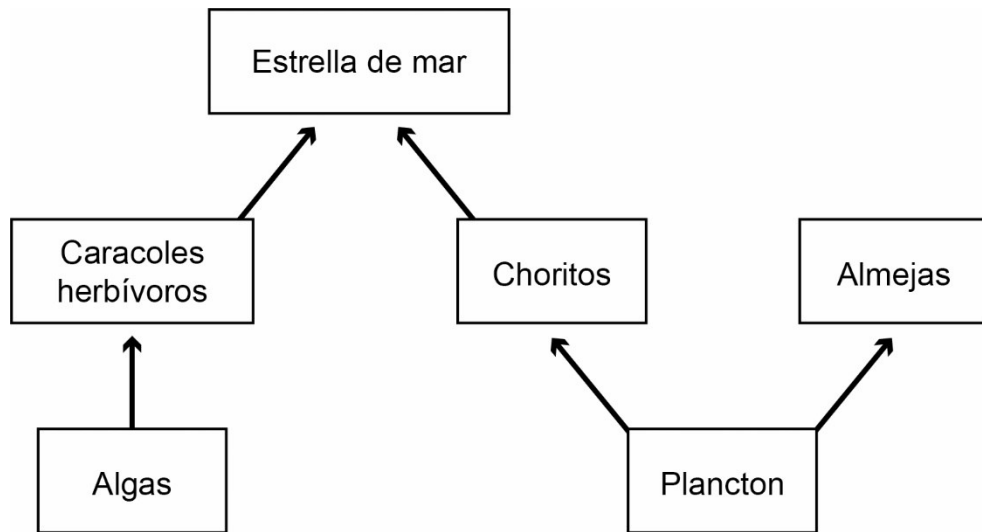 Estrella de mar
Caracoles
herbívoros
Choritos
Almejas
Algas
Plancton